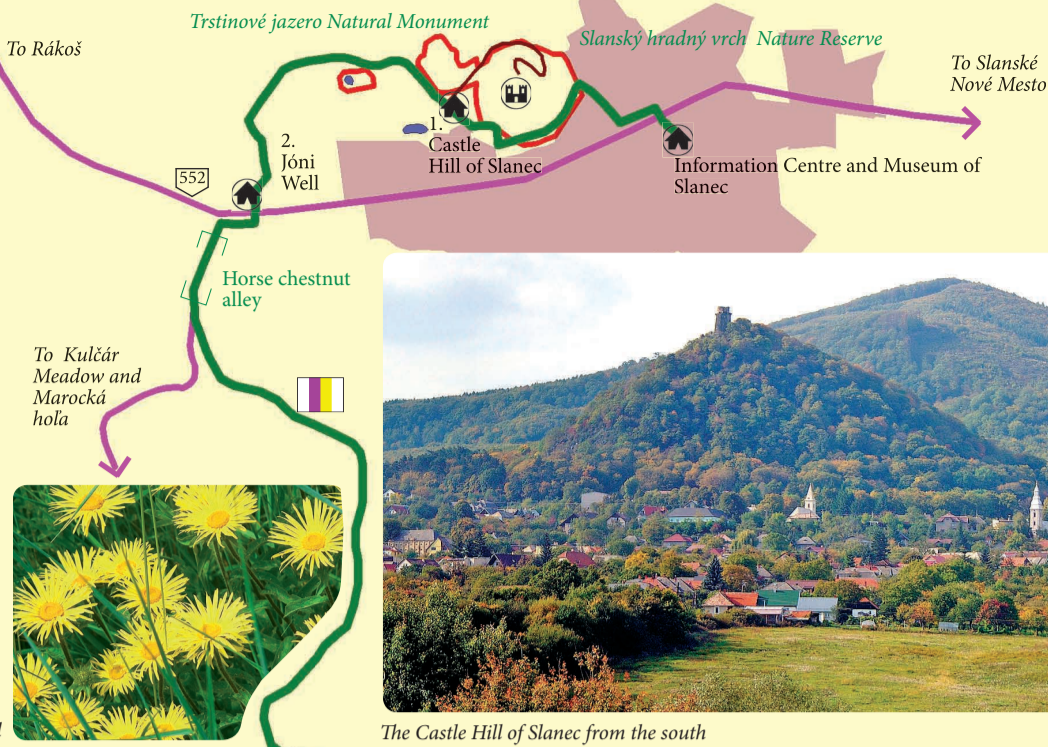 Trstinové jazero Natural Monument
To Rákoš
Slanský hradný vrch Nature Reserve
To Slanské
Nové Mesto
1.
Castle
Hill of Slanec
2.
Jóni
Well
Information Centre and Museum of
Slanec
552
Horse chestnut
alley
To Kulčár
Meadow and
Marocká
hoľa
The Castle Hill of Slanec from the south